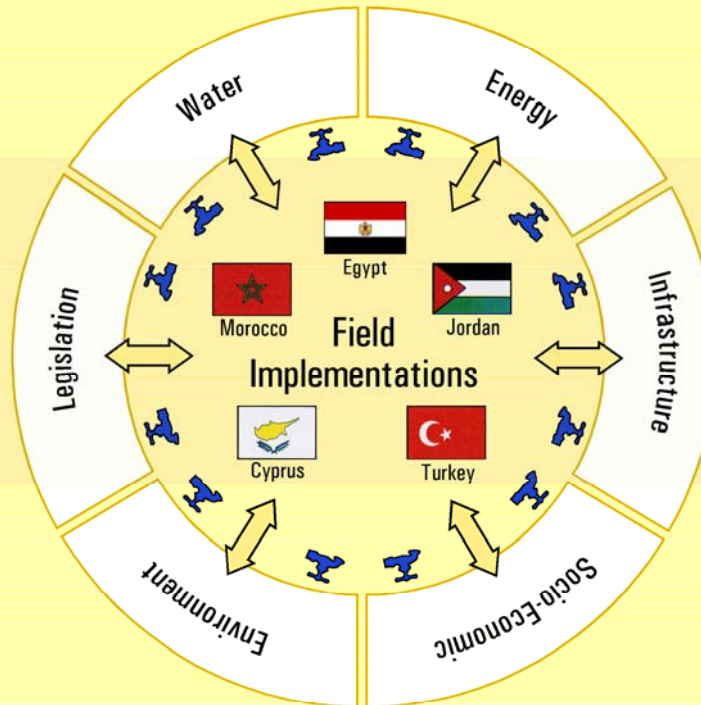 Water
Energy
Egypt
Morocco
Jordan
Field
Implementations
Legislation
Infrastructure
Cyprus
Turkey
Environment
Socio-Economic